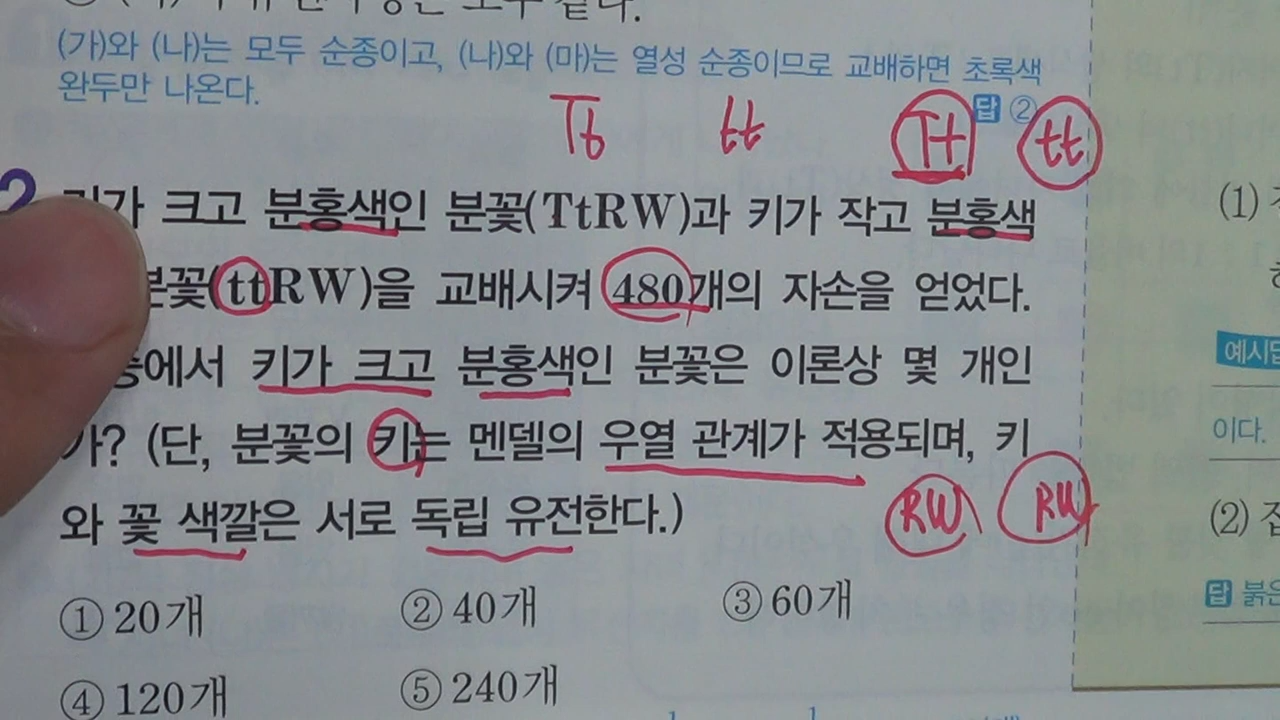 (가)와 (나)는 모두 순종이고, (나)와 (마)는 열성 순종이므로 교배하면 초록색
완두만 나온다.
답 ②
Tt tt Tt tt
2
키가 크고 분홍색인 분꽃(TtRW)과 키가 작고 분홍색
분꽃(ttRW)을 교배시켜 480개의 자손을 얻었다.
중에서 키가 크고 분홍색인 분꽃은 이론상 몇 개인
가? (단, 분꽃의 키는 멘델의 우열 관계가 적용되며, 키
와 꽃 색깔은 서로 독립 유전한다.)
RW RW
① 20개 ② 40개 ③ 60개
④ 120개 ⑤ 240개
(1)
예시답
이다.
(2)
답 붉은